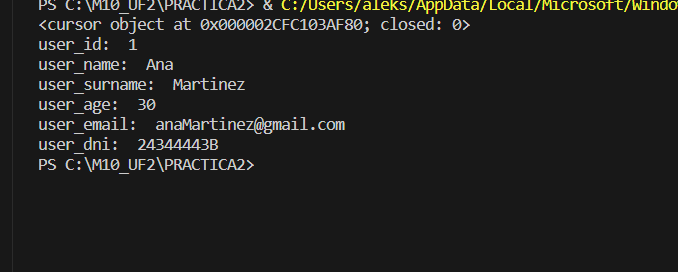 PS C:\M10_UF2\PRACTICA2> & C:/Users/aleks/AppData/Local/Microsoft/Windo
<cursor object at 0x000002CFC103AF80; closed: 0>
user_id:  1
user_name:  Ana
user_surname:  Martinez
user_age:  30
user_email:  anaMartinez@gmail.com
user_dni:  24344443B
PS C:\M10_UF2\PRACTICA2>